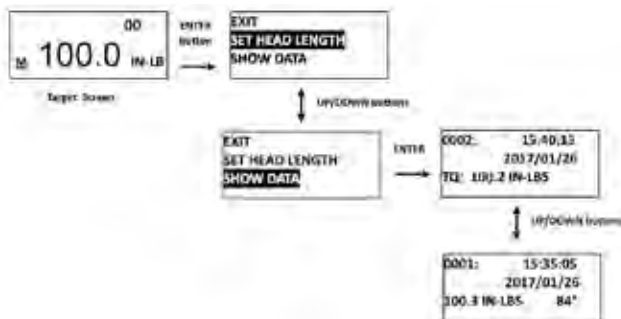 00
M 100.0 IN-LB
Target Screen
ENTER
button
EXIT
SET HEAD LENGTH
SHOW DATA
UP/DOWN buttons
EXIT
SET HEAD LENGTH
SHOW DATA
ENTER
0002: 15:40:13
2017/01/26
TQ: 100.2 IN-LBS
UP/DOWN buttons
0001: 15:35:05
2017/01/26
100.3 IN-LBS 84°